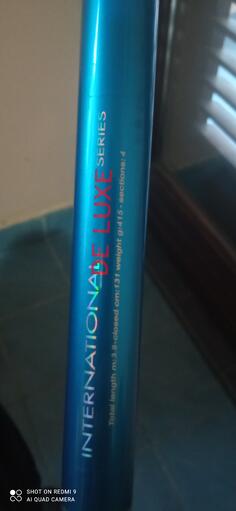 INTERNATIONAL DE LUXE SERIES
Total length m:3.8-closed cm:131 weight g:415 - sections: 4
SHOT ON REDMI 9
AI QUAD CAMERA